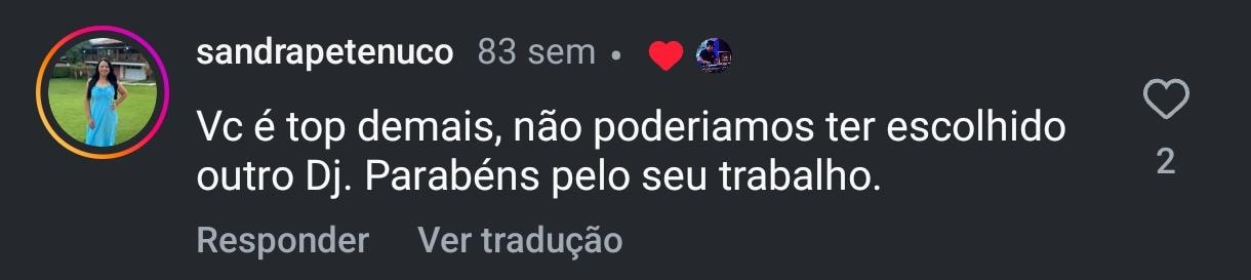 sandrapetenuco 83 sem •
Vc é top demais, não poderiamos ter escolhido
outro Dj. Parabéns pelo seu trabalho.
2
Responder Ver tradução